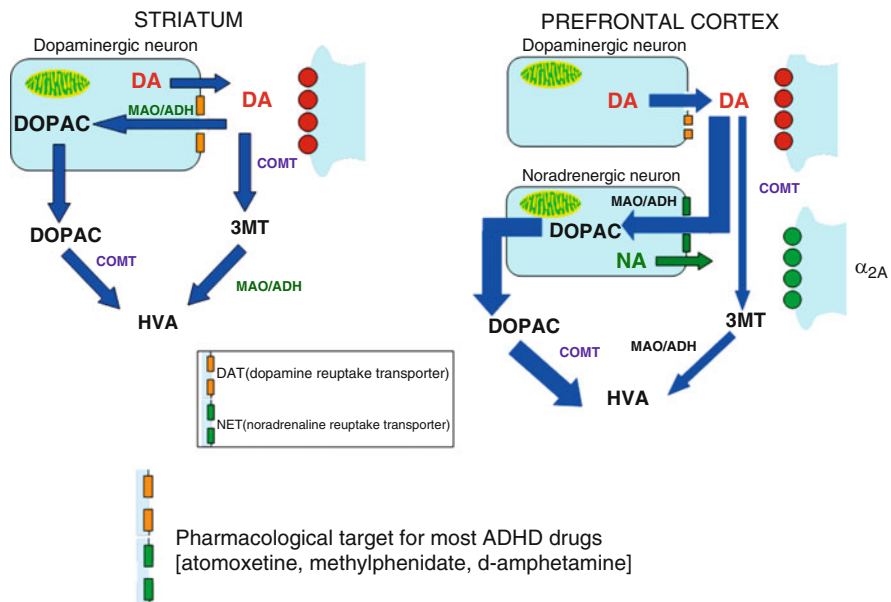 STRIATUM
Dopaminergic neuron
DA
DA
MAO/ADH
DOPAC
COMT
DOPAC
3MT
COMT
MAO/ADH
HVA
PREFRONTAL CORTEX
Dopaminergic neuron
DA
DA
COMT
Noradrenergic neuron
MAO/ADH
DOPAC
NA
α2A
DOPAC
3MT
COMT
MAO/ADH
HVA
DAT(dopamine reuptake transporter)
NET(noradrenaline reuptake transporter)
Pharmacological target for most ADHD drugs
[atomoxetine, methylphenidate, d-amphetamine]